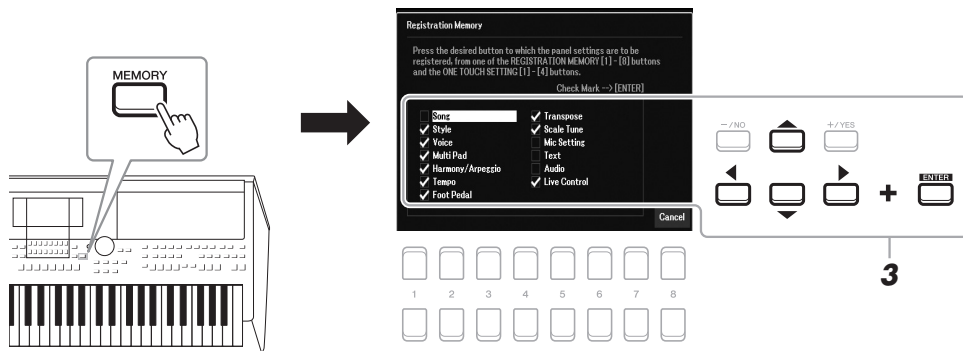 MEMORY
Registration Memory
Press the desired button to which the panel settings are to be
registered, from one of the REGISTRATION MEMORY [1] - [8] buttons
and the ONE TOUCH SETTING [1] - [4] buttons.
Check Mark --> [ENTER]
Song
Style
Voice
Multi Pad
Harmony/Arpeggio
Tempo
Foot Pedal
Transpose
Scale Tune
Mic Setting
Text
Audio
Live Control
Cancel
-/NO
+/YES
+
ENTER
3
1 2 3 4 5 6 7 8